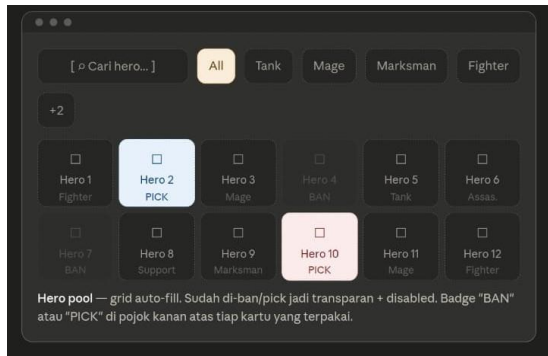 [ ⌕ Cari hero... ]
All
Tank
Mage
Marksman
Fighter
+2
Hero 1
Fighter
Hero 2
PICK
Hero 3
Mage
Hero 4
BAN
Hero 5
Tank
Hero 6
Assas.
Hero 7
BAN
Hero 8
Support
Hero 9
Marksman
Hero 10
PICK
Hero 11
Mage
Hero 12
Fighter
Hero pool — grid auto-fill. Sudah di-ban/pick jadi transparan + disabled. Badge "BAN"
atau "PICK" di pojok kanan atas tiap kartu yang terpakai.